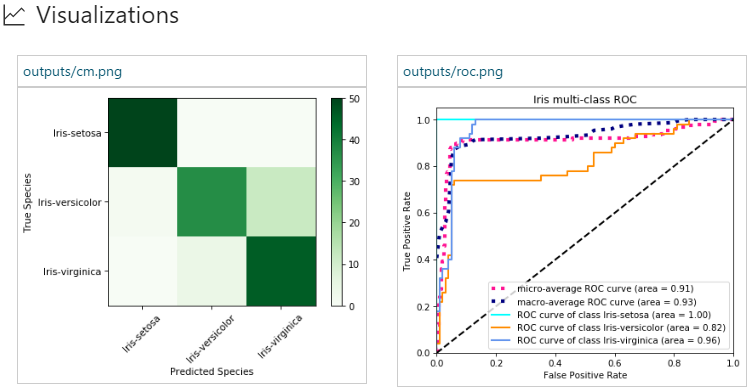 Visualizations
outputs/cm.png
Iris-setosa
Iris-versicolor
Iris-virginica
True Species
Iris-setosa
Iris-versicolor
Iris-virginica
Predicted Species
50
40
30
20
10
0
outputs/roc.png
Iris multi-class ROC
1.0
0.8
0.6
0.4
0.2
0.0
True Positive Rate
micro-average ROC curve (area = 0.91)
macro-average ROC curve (area = 0.93)
ROC curve of class Iris-setosa (area = 1.00)
ROC curve of class Iris-versicolor (area = 0.82)
ROC curve of class Iris-virginica (area = 0.96)
0.0 0.2 0.4 0.6 0.8 1.0
False Positive Rate